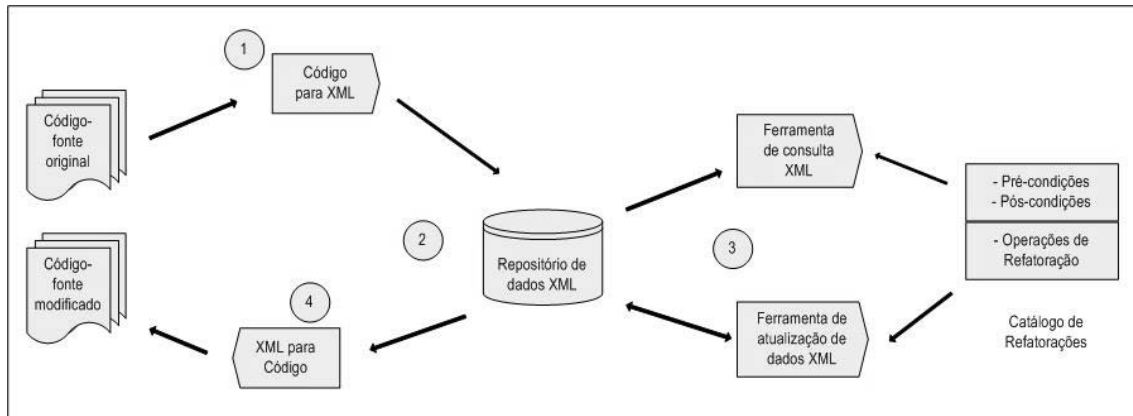 1
Código
para XML
Código-
fonte
original
Ferramenta
de consulta
XML
- Pré-condições
- Pós-condições
2
3
Repositório de
dados XML
- Operações de
Refatoração
Código-
fonte
modificado
4
XML para
Código
Ferramenta de
atualização de
dados XML
Catálogo de
Refatorações